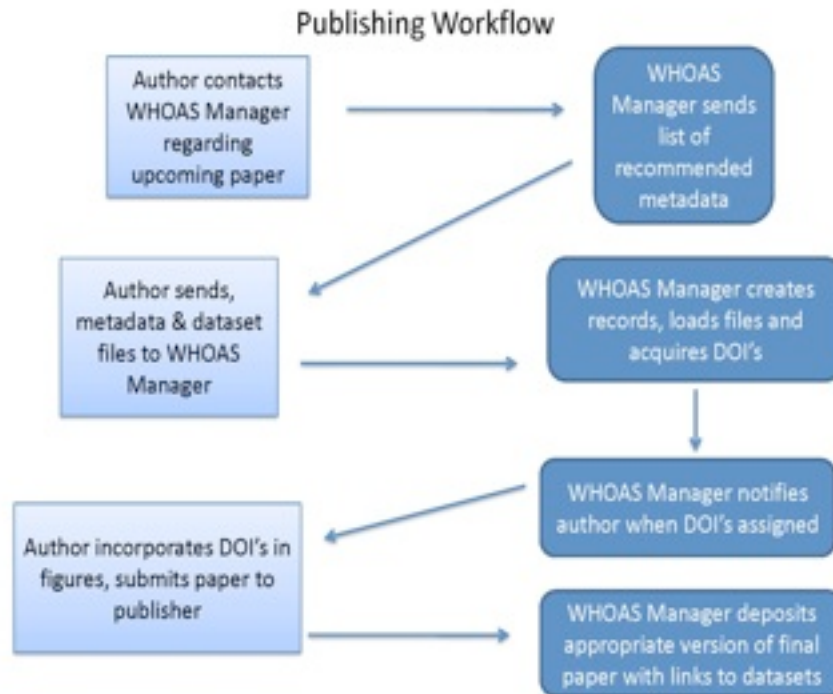 Publishing Workflow
Author contacts
WHOAS Manager
regarding
upcoming paper
WHOAS
Manager sends
list of
recommended
metadata
Author sends,
metadata & dataset
files to WHOAS
Manager
WHOAS Manager creates
records, loads files and
acquires DOI's
WHOAS Manager notifies
author when DOI's assigned
Author incorporates DOI's in
figures, submits paper to
publisher
WHOAS Manager deposits
appropriate version of final
paper with links to datasets